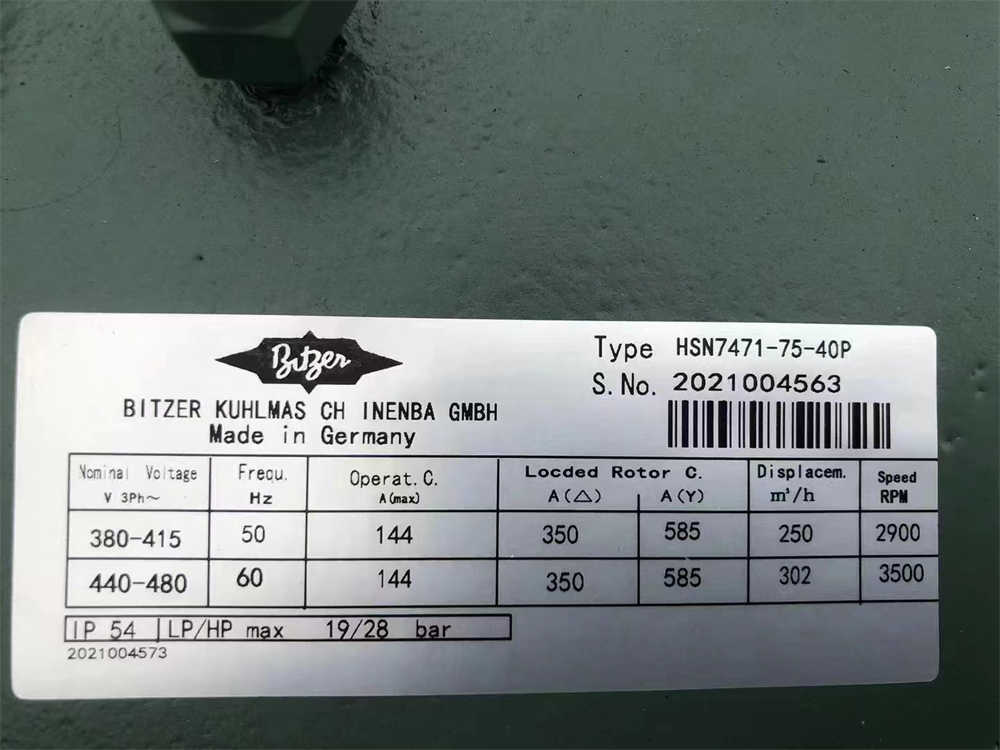 Bitzer
BITZER KUHLMAS CH INENBA GMBH
Made in Germany
Type HSN7471-75-40P
S.No. 2021004563
Nominal Voltage Frequ. Operat.C. Locded Rotor C. Displacem. Speed
V 3Ph~ Hz A(max) A(△) A(Y) m³/h RPM
380-415 50 144 350 585 250 2900
440-480 60 144 350 585 302 3500
IP 54 LP/HP max 19/28 bar
2021004573